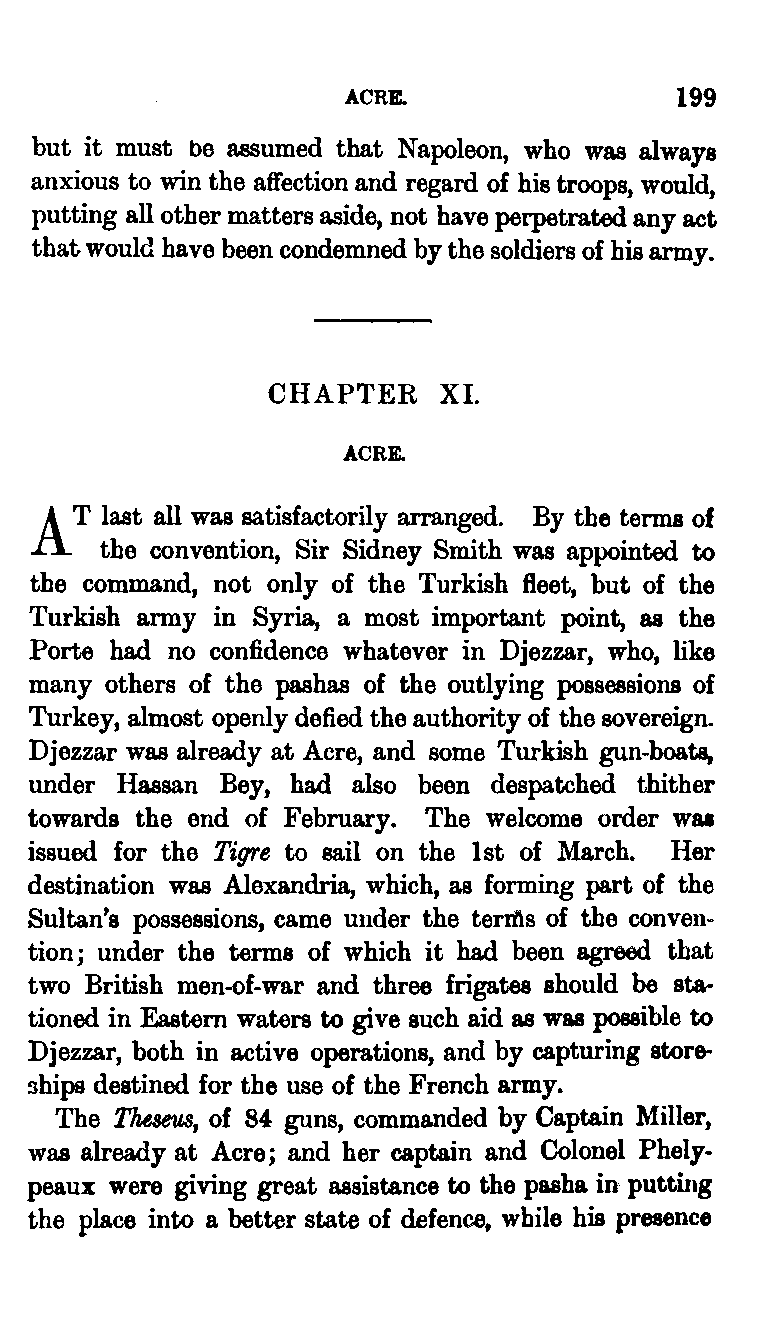 ACRE. 199
but it must be assumed that Napoleon, who was always
anxious to win the affection and regard of his troops, would,
putting all other matters aside, not have perpetrated any act
that would have been condemned by the soldiers of his army.
CHAPTER XI.
ACRE.
AT last all was satisfactorily arranged. By the terms of
the convention, Sir Sidney Smith was appointed to
the command, not only of the Turkish fleet, but of the
Turkish army in Syria, a most important point, as the
Porte had no confidence whatever in Djezzar, who, like
many others of the pashas of the outlying possessions of
Turkey, almost openly defied the authority of the sovereign.
Djezzar was already at Acre, and some Turkish gun-boats,
under Hassan Bey, had also been despatched thither
towards the end of February. The welcome order was
issued for the Tigre to sail on the 1st of March. Her
destination was Alexandria, which, as forming part of the
Sultan's possessions, came under the terms of the conven-
tion; under the terms of which it had been agreed that
two British men-of-war and three frigates should be sta-
tioned in Eastern waters to give such aid as was possible to
Djezzar, both in active operations, and by capturing store-
ships destined for the use of the French army.
The Theseus, of 84 guns, commanded by Captain Miller,
was already at Acre; and her captain and Colonel Phely-
peaux were giving great assistance to the pasha in putting
the place into a better state of defence, while his presence